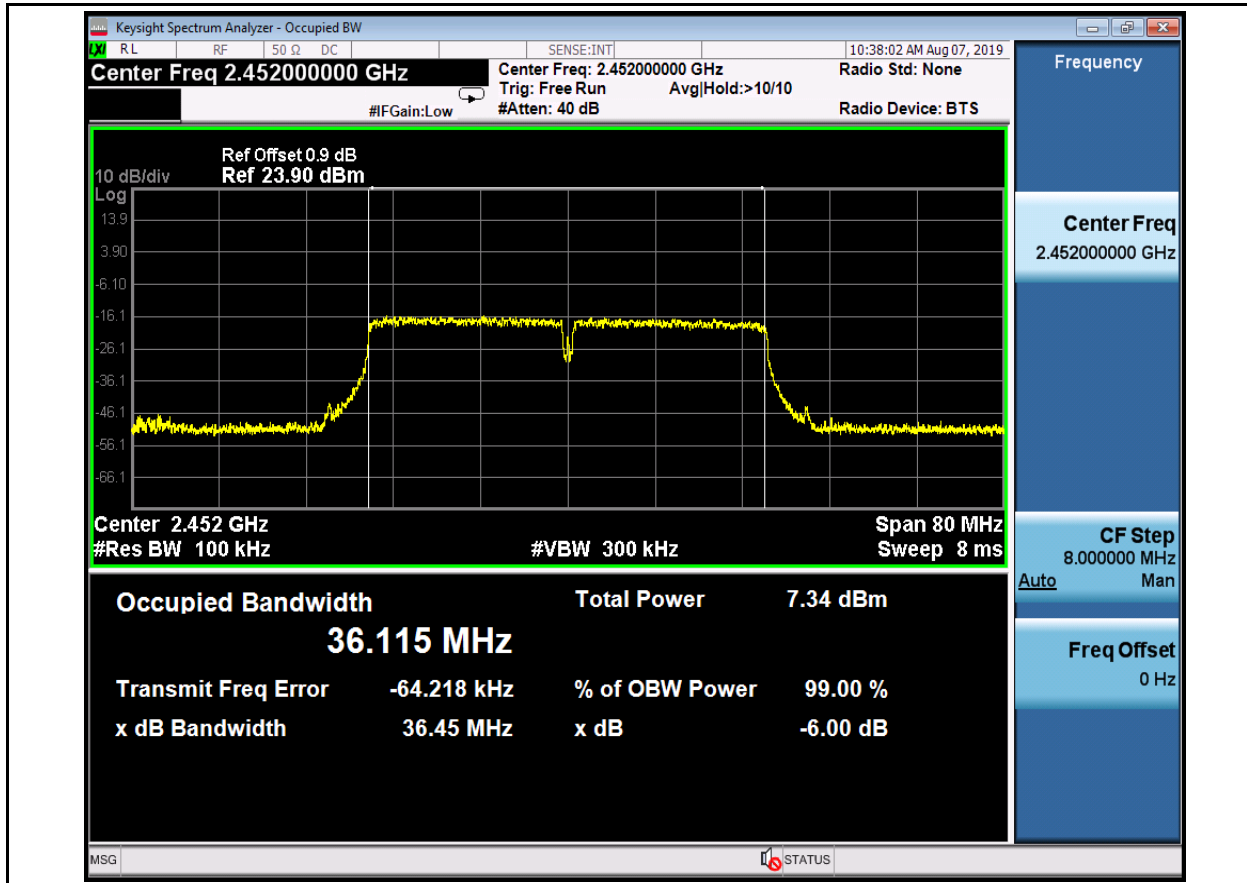 Keysight Spectrum Analyzer - Occupied BW
LXI RL RF 50 Ω DC SENSE:INT 10:38:02 AM Aug 07, 2019
Center Freq 2.452000000 GHz
#IFGain:Low
Center Freq: 2.452000000 GHz
Trig: Free Run Avg|Hold:>10/10
#Atten: 40 dB
Radio Std: None
Radio Device: BTS
Ref Offset 0.9 dB
10 dB/div Ref 23.90 dBm
Log
13.9
3.90
-6.10
-16.1
-26.1
-36.1
-46.1
-56.1
-66.1
Center 2.452 GHz Span 80 MHz
#Res BW 100 kHz #VBW 300 kHz Sweep 8 ms
Occupied Bandwidth Total Power 7.34 dBm
36.115 MHz
Transmit Freq Error -64.218 kHz % of OBW Power 99.00 %
x dB Bandwidth 36.45 MHz x dB -6.00 dB
Frequency
Center Freq
2.452000000 GHz
CF Step
8.000000 MHz
Auto Man
Freq Offset
0 Hz
MSG STATUS